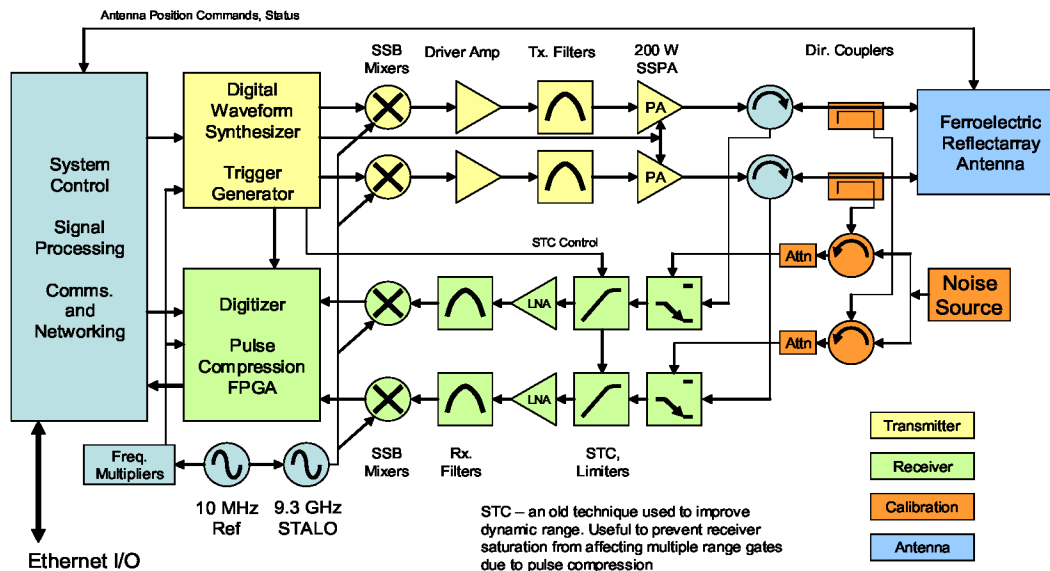 Antenna Position Commands, Status
SSB
Mixers
Driver Amp
Tx. Filters
200 W
SSPA
Dir. Couplers
System
Control
Signal
Processing
Comms.
and
Networking
Digital
Waveform
Synthesizer
Trigger
Generator
PA
PA
Ferroelectric
Reflectarray
Antenna
STC Control
Digitizer
Pulse
Compression
FPGA
LNA
LNA
Attn
Attn
Noise
Source
Freq.
Multipliers
10 MHz
Ref
9.3 GHz
STALO
SSB
Mixers
Rx.
Filters
STC,
Limiters
Transmitter
Receiver
Calibration
Antenna
STC – an old technique used to improve
dynamic range. Useful to prevent receiver
saturation from affecting multiple range gates
due to pulse compression
Ethernet I/O